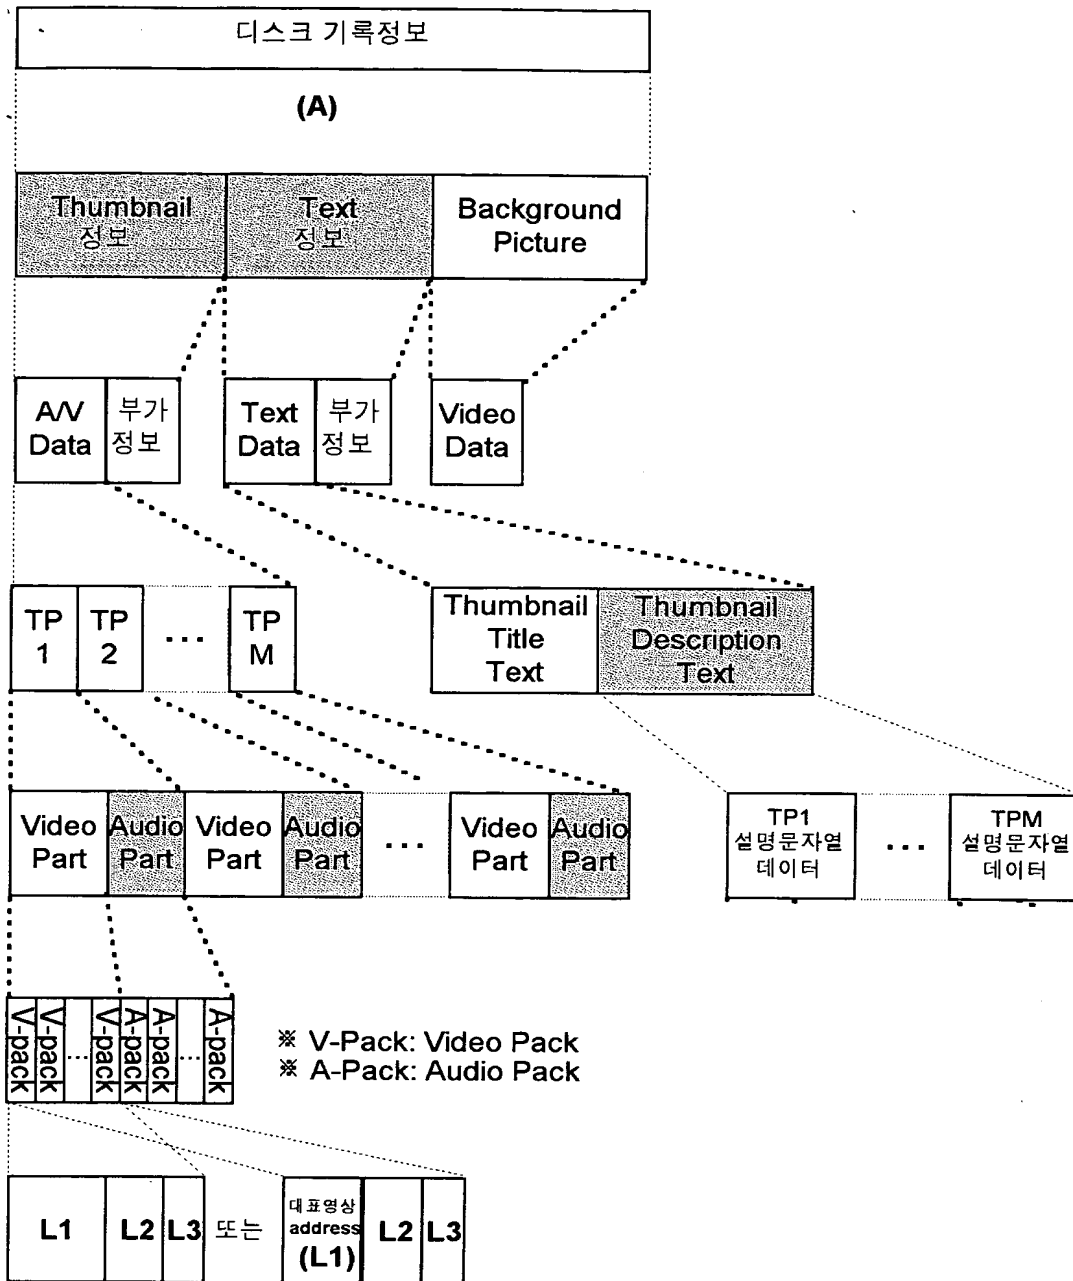 디스크 기록정보
(A)
Thumbnail
정보
Text
정보
Background
Picture
A/V
Data
부가
정보
Text
Data
부가
정보
Video
Data
TP
1
TP
2
...
TP
M
Thumbnail
Title
Text
Thumbnail
Description
Text
Video
Part
Audio
Part
Video
Part
Audio
Part
...
Video
Part
Audio
Part
TP1
설명문자열
데이터
...
TPM
설명문자열
데이터
V-pack
V-pack
...
V-pack
A-pack
A-pack
...
A-pack
※ V-Pack: Video Pack
※ A-Pack: Audio Pack
L1
L2
L3
또는
대표영상
address
(L1)
L2
L3